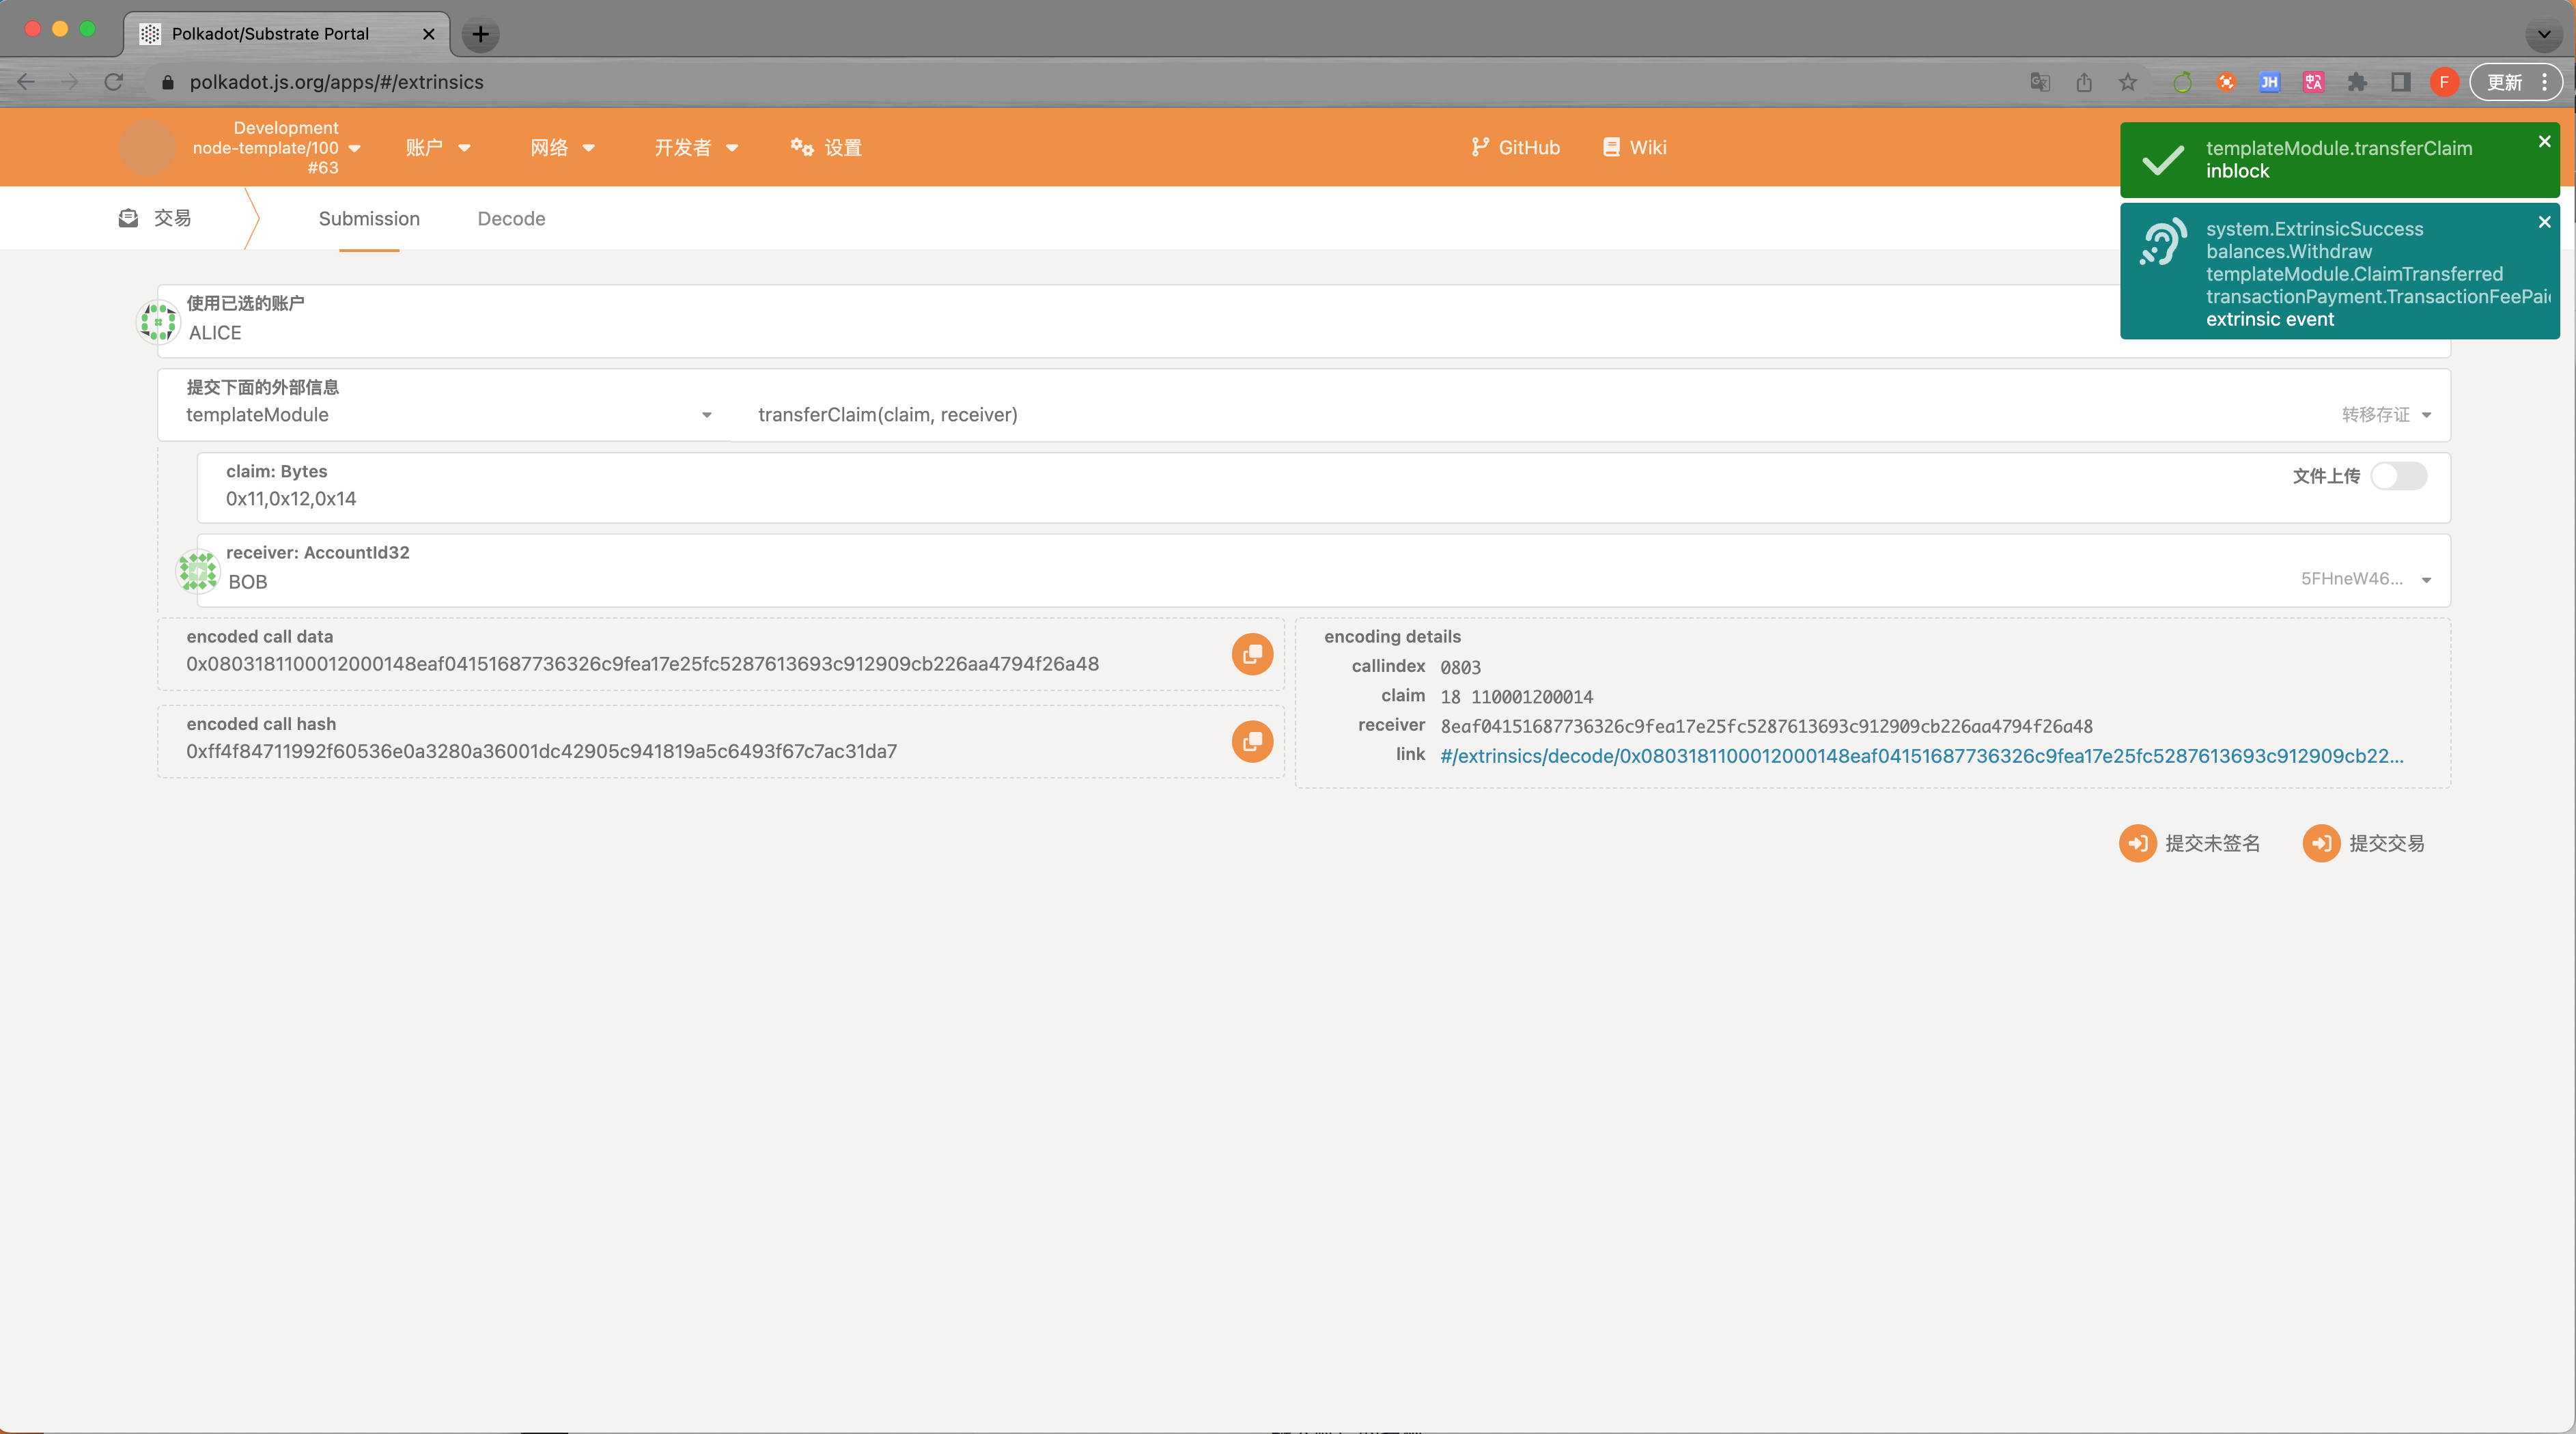 Polkadot/Substrate Portal
polkadot.js.org/apps/#/extrinsics
JH
F
更新
Development
node-template/100
#63
账户
网络
开发者
设置
GitHub
Wiki
templateModule.transferClaim
inblock
system.ExtrinsicSuccess
balances.Withdraw
templateModule.ClaimTransferred
transactionPayment.TransactionFeePai
extrinsic event
交易
Submission
Decode
使用已选的账户
ALICE
提交下面的外部信息
templateModule
transferClaim(claim, receiver)
转移存证
claim: Bytes
0x11,0x12,0x14
文件上传
receiver: AccountId32
BOB
5FHneW46...
encoded call data
0x0803181100012000148eaf04151687736326c9fea17e25fc5287613693c912909cb226aa4794f26a48
encoded call hash
0xff4f84711992f60536e0a3280a36001dc42905c941819a5c6493f67c7ac31da7
encoding details
callindex 0803
claim 18 110001200014
receiver 8eaf04151687736326c9fea17e25fc5287613693c912909cb226aa4794f26a48
link #/extrinsics/decode/0x0803181100012000148eaf04151687736326c9fea17e25fc5287613693c912909cb22...
提交未签名
提交交易